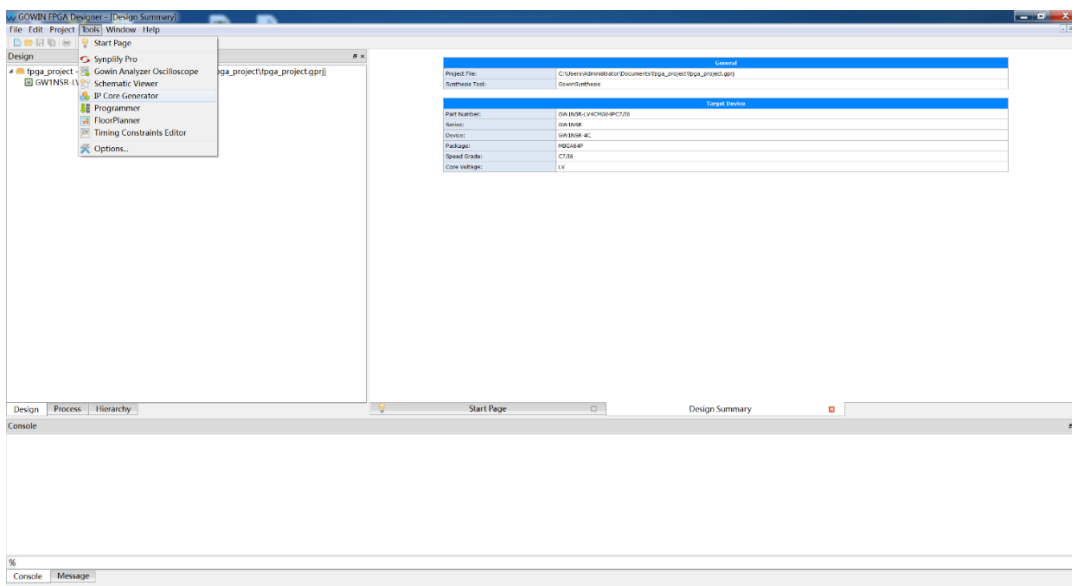 GOWIN FPGA Designer - [Design Summary]
File Edit Project Tools Window Help
Start Page
Synplify Pro
Gowin Analyzer Oscilloscope
Schematic Viewer
IP Core Generator
Programmer
FloorPlanner
Timing Constraints Editor
Options...
Design
fpga_project - pga_project\fpga_project.gprj]
GW1NSR-LV
General
Project File: C:\Users\Administrator\Documents\fpga_project\fpga_project.gprj
Synthesis Tool: GowinSynthesis
Target Device
Part Number: GW1NSR-LV4CMG64PC7/I6
Series: GW1NSR
Device: GW1NSR-4C
Package: MBGA64P
Speed Grade: C7/I6
Core Voltage: LV
Design Process Hierarchy
Start Page Design Summary
Console
%
Console Message